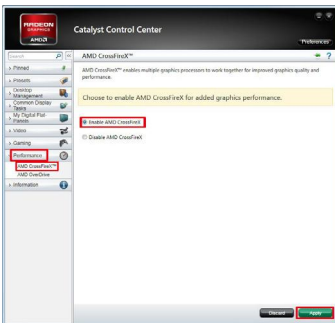 RADEON
GRAPHICS
AMD
Catalyst Control Center
Preferences
Search
AMD CrossFireX™
Pinned
Presets
Desktop
Management
Common Display
Tasks
My Digital Flat-
Panels
Video
Gaming
Performance
AMD CrossFireX™
AMD OverDrive
Information
AMD CrossFireX™ enables multiple graphics processors to work together for improved graphics quality and
performance.
Choose to enable AMD CrossFireX for added graphics performance.
Enable AMD CrossFireX
Disable AMD CrossFireX
Discard
Apply